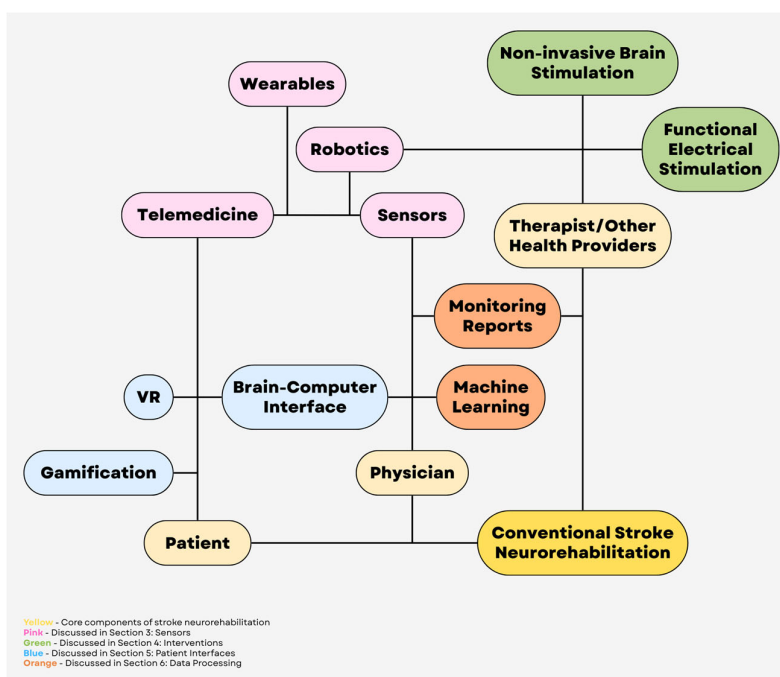 Non-invasive Brain
Stimulation
Wearables
Functional
Electrical
Stimulation
Robotics
Telemedicine
Sensors
Therapist/Other
Health Providers
Monitoring
Reports
VR
Brain-Computer
Interface
Machine
Learning
Gamification
Physician
Patient
Conventional Stroke
Neurorehabilitation
Yellow - Core components of stroke neurorehabilitation
Pink - Discussed in Section 3: Sensors
Green - Discussed in Section 4: Interventions
Blue - Discussed in Section 5: Patient Interfaces
Orange - Discussed in Section 6: Data Processing